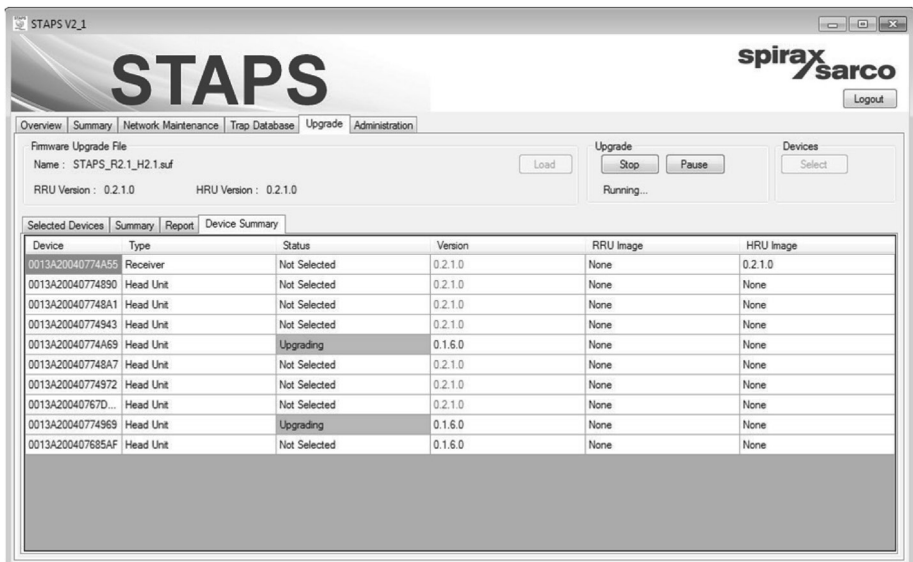 STAPS V2_1
STAPS
spirax sarco
Logout
Overview Summary Network Maintenance Trap Database Upgrade Administration
Firmware Upgrade File
Name : STAPS_R2.1_H2.1.suf
Load
RRU Version : 0.2.1.0 HRU Version : 0.2.1.0
Upgrade
Stop Pause
Running...
Devices
Select
Selected Devices Summary Report Device Summary
Device Type Status Version RRU Image HRU Image
0013A20040774A55 Receiver Not Selected 0.2.1.0 None 0.2.1.0
0013A20040774890 Head Unit Not Selected 0.2.1.0 None None
0013A200407748A1 Head Unit Not Selected 0.2.1.0 None None
0013A20040774943 Head Unit Not Selected 0.2.1.0 None None
0013A20040774A69 Head Unit Upgrading 0.1.6.0 None None
0013A200407748A7 Head Unit Not Selected 0.2.1.0 None None
0013A20040774972 Head Unit Not Selected 0.2.1.0 None None
0013A20040767D... Head Unit Not Selected 0.2.1.0 None None
0013A20040774969 Head Unit Upgrading 0.1.6.0 None None
0013A200407685AF Head Unit Not Selected 0.1.6.0 None None